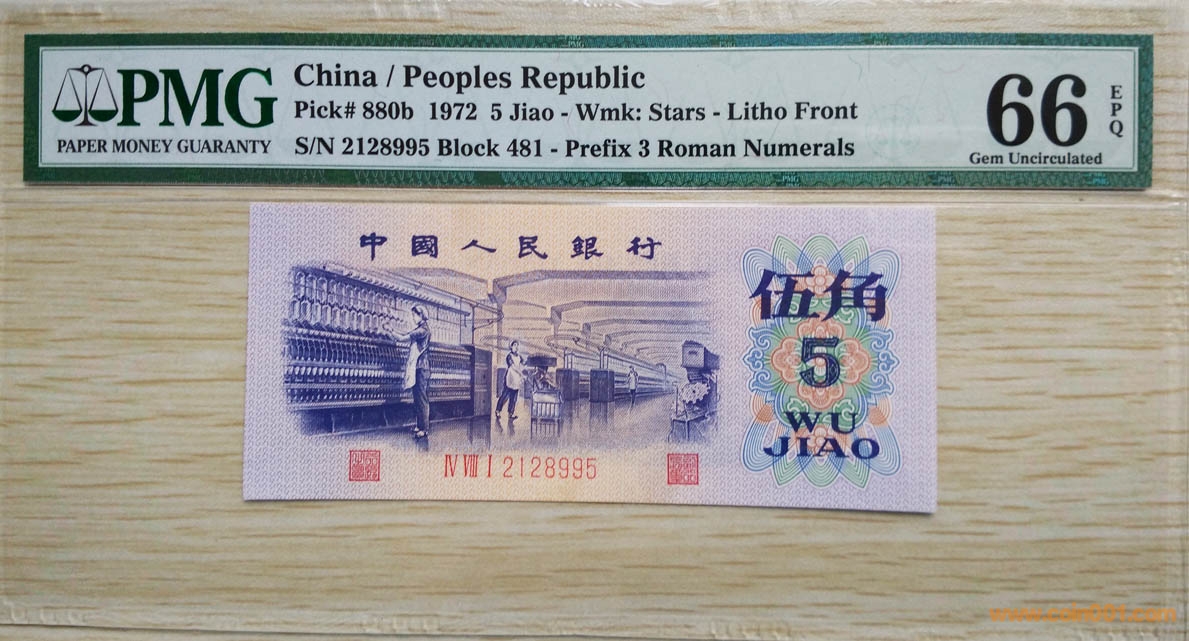 PMG
PAPER MONEY GUARANTY
China / Peoples Republic
Pick# 880b 1972 5 Jiao - Wmk: Stars - Litho Front
S/N 2128995 Block 481 - Prefix 3 Roman Numerals
66
EPQ
Gem Uncirculated
中國人民銀行
伍角
5
WU
JIAO
IV VIII I 2128995
www.coin001.com